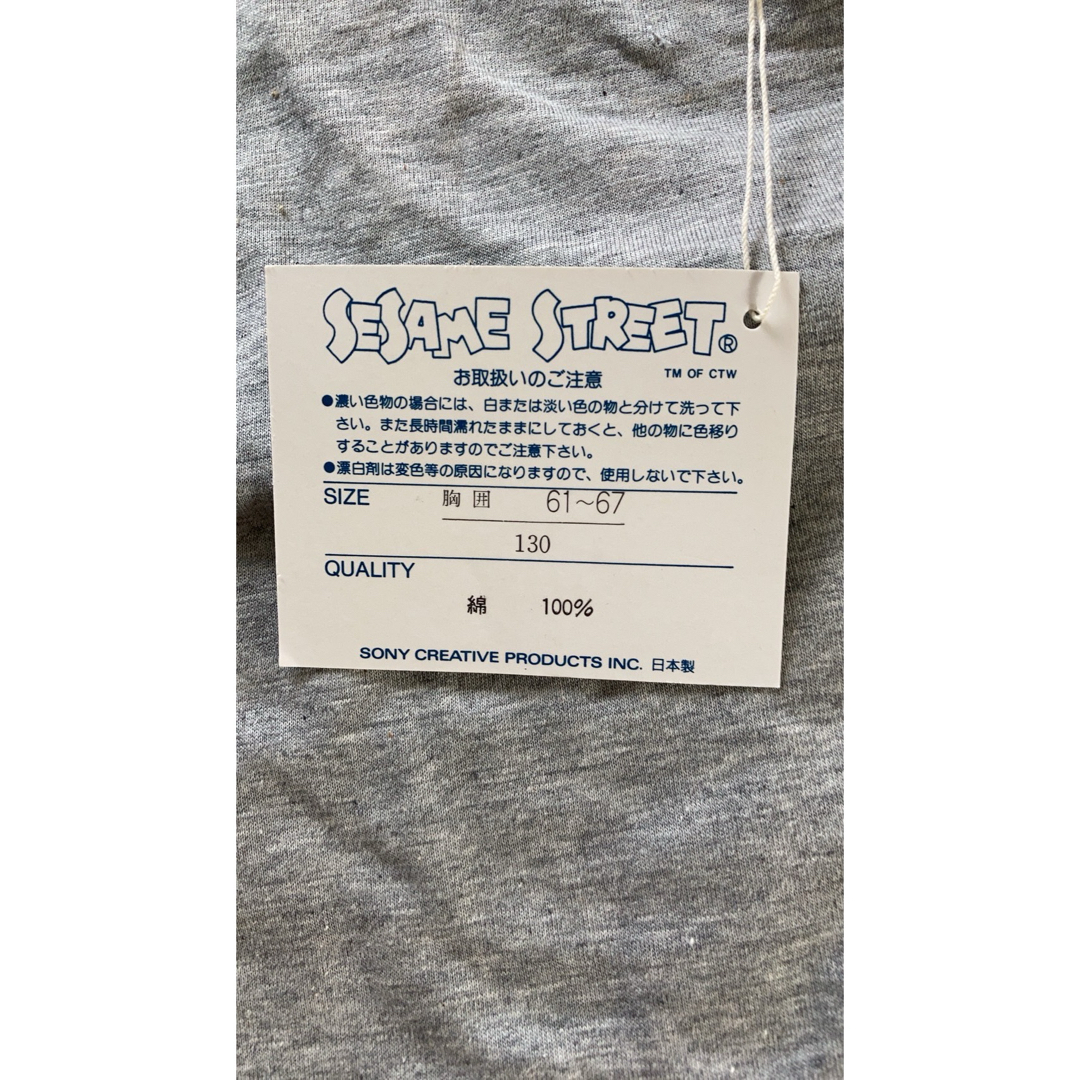 SESAME STREET®
TM OF CTW
お取扱いのご注意
●濃い色物の場合には、白または淡い色の物と分けて洗って下
さい。また長時間濡れたままにしておくと、他の物に色移り
することがありますのでご注意下さい。
●漂白剤は変色等の原因になりますので、使用しないで下さい。
SIZE 胸囲 61～67
130
QUALITY
綿 100%
SONY CREATIVE PRODUCTS INC. 日本製